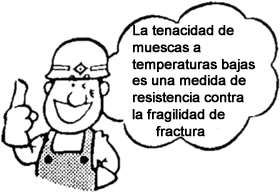 La tenacidad de
muescas a
temperaturas bajas
es una medida de
resistencia contra
la fragilidad de
fractura